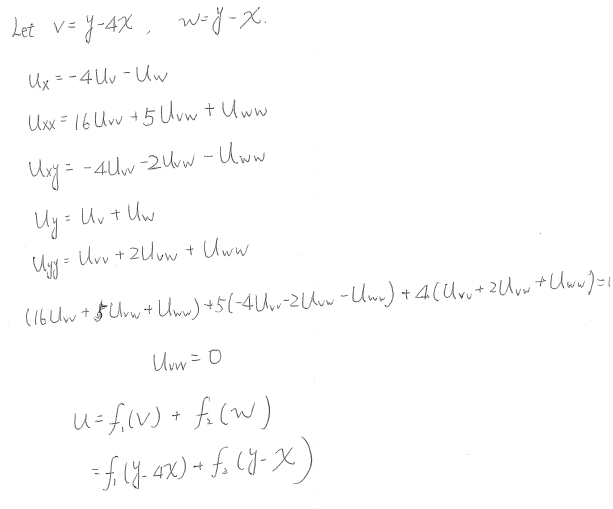 Let v = y-4x, w = y-x.
Ux = -4Uv - Uw
Uxx = 16Uvv + 5Uvw + Uww
Uxy = -4Uvv - 2Uvw - Uww
Uy = Uv + Uw
Uyy = Uvv + 2Uvw + Uww
(16Uvv + 5Uvw + Uww) + 5(-4Uvv - 2Uvw - Uww) + 4(Uvv + 2Uvw + Uww) =
Uvw = 0
u = f₁(v) + f₂(w)
= f₁(y-4x) + f₂(y-x)